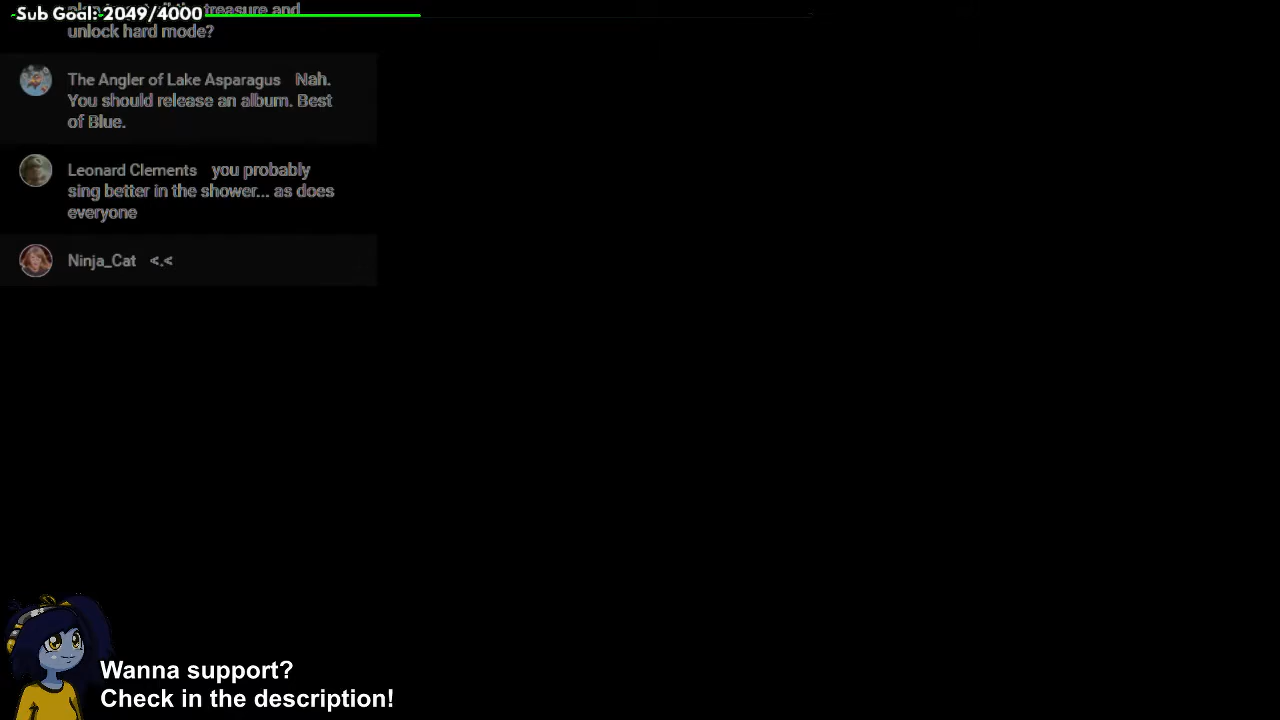 Sub Goal: 2049/4000
treasure and
unlock hard mode?
The Angler of Lake Asparagus Nah.
You should release an album. Best
of Blue.
Leonard Clements you probably
sing better in the shower... as does
everyone
Ninja_Cat <.<
Wanna support?
Check in the description!